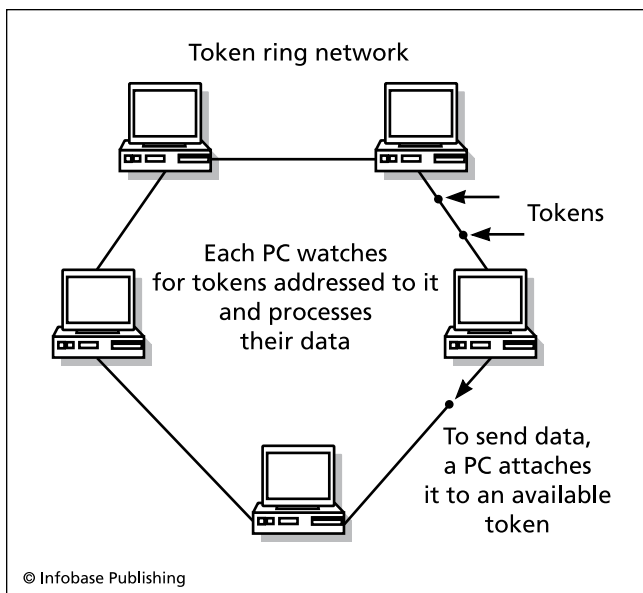 Token ring network
Tokens
Each PC watches
for tokens addressed to it
and processes
their data
To send data,
a PC attaches
it to an available
token
© Infobase Publishing